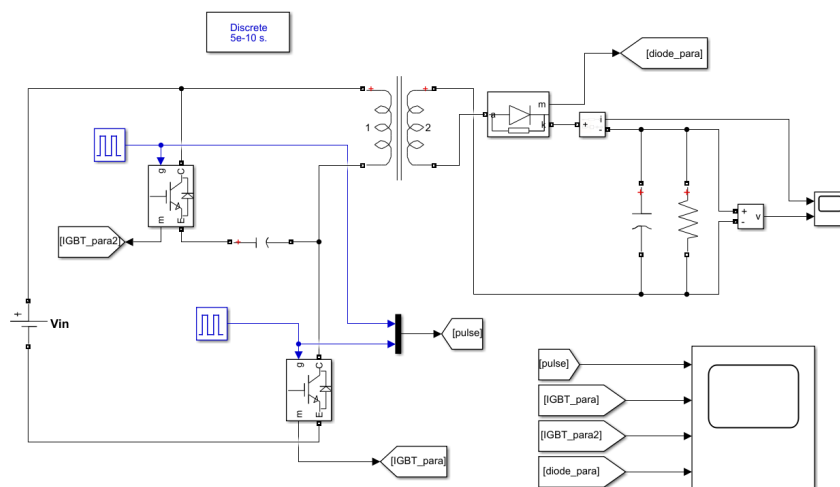 Discrete
5e-10 s.
[diode_para]
+
+
1
2
a
m
k
+
i
-
g
C
m
E
+
+
+
-
v
[IGBT_para2]
+
+
Vin
[pulse]
g
C
m
E
[IGBT_para]
[pulse]
[IGBT_para]
[IGBT_para2]
[diode_para]